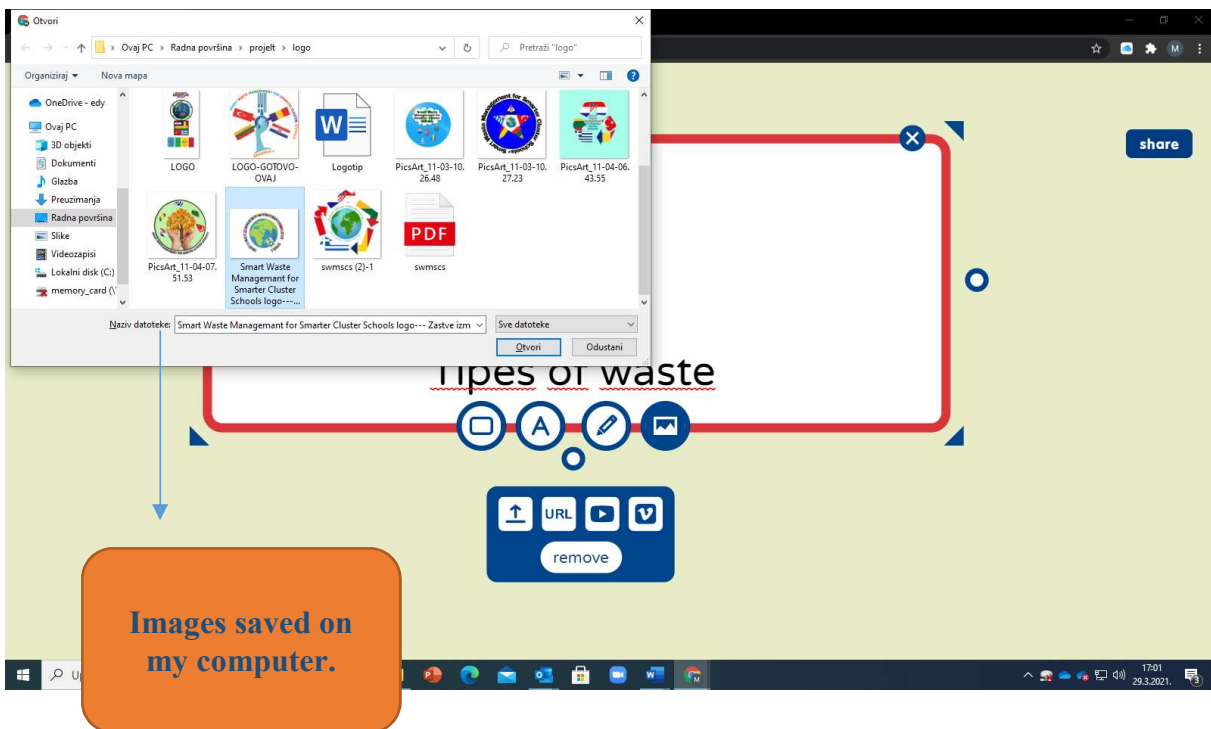 Otvori
Ovaj PC › Radna površina › projelt › logo
Pretraži "logo"
Organiziraj
Nova mapa
OneDrive - edy
Ovaj PC
3D objekti
Dokumenti
Glazba
Preuzimanja
Radna površina
Slike
Videozapisi
Lokalni disk (C:)
memory_card (\
LOGO
LOGO-GOTOVO-
OVAJ
Logotip
PicsArt_11-03-10.
26.48
PicsArt_11-03-10.
27.23
PicsArt_11-04-06.
43.55
PicsArt_11-04-07.
51.53
Smart Waste
Managemant for
Smarter Cluster
Schools logo---...
swmscs (2)-1
PDF
swmscs
Naziv datoteke:
Smart Waste Managemant for Smarter Cluster Schools logo--- Zastve izm
Sve datoteke
Otvori
Odustani
M
share
Tipes of waste
A
URL
remove
Images saved on
my computer.
17:01
29.3.2021.
3